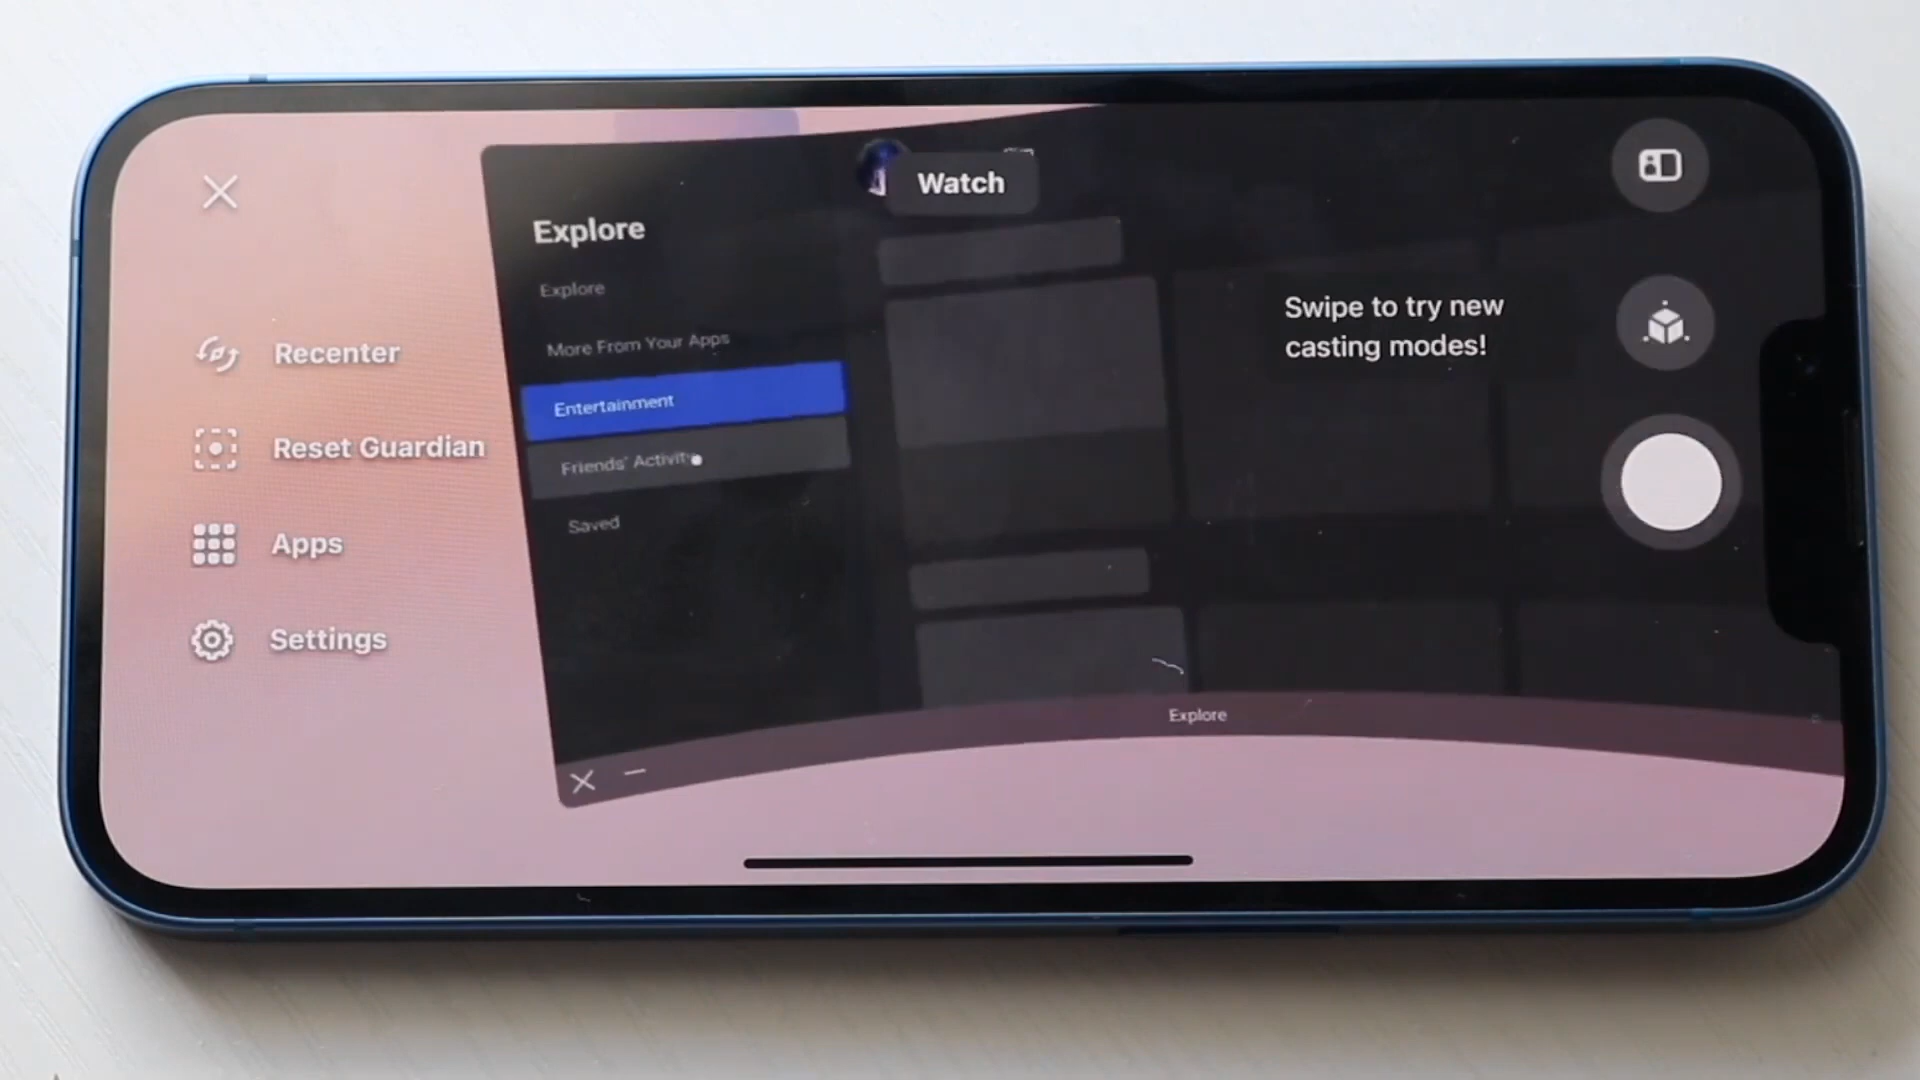 Watch
Explore
Explore
More From Your Apps
Entertainment
Friends' Activity
Saved
Swipe to try new
casting modes!
Recenter
Reset Guardian
Apps
Settings
Explore